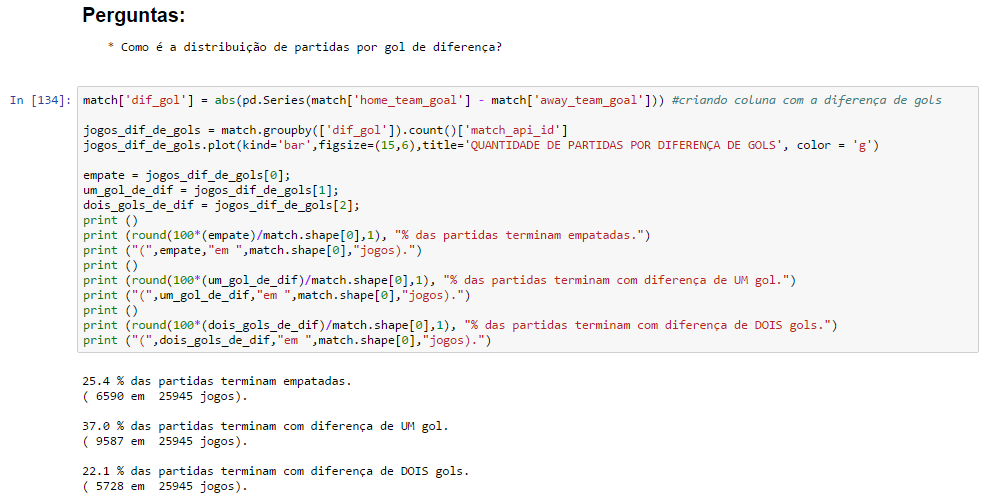 Perguntas:
* Como é a distribuição de partidas por gol de diferença?
In [134]: match['dif_gol'] = abs(pd.Series(match['home_team_goal'] - match['away_team_goal'])) #criando coluna com a diferença de gols
jogos_dif_de_gols = match.groupby(['dif_gol']).count()['match_api_id']
jogos_dif_de_gols.plot(kind='bar',figsize=(15,6),title='QUANTIDADE DE PARTIDAS POR DIFERENÇA DE GOLS', color = 'g')
empate = jogos_dif_de_gols[0];
um_gol_de_dif = jogos_dif_de_gols[1];
dois_gols_de_dif = jogos_dif_de_gols[2];
print ()
print (round(100*(empate)/match.shape[0],1), "% das partidas terminam empatadas.")
print ("(",empate,"em ",match.shape[0],"jogos).")
print ()
print (round(100*(um_gol_de_dif)/match.shape[0],1), "% das partidas terminam com diferença de UM gol.")
print ("(",um_gol_de_dif,"em ",match.shape[0],"jogos).")
print ()
print (round(100*(dois_gols_de_dif)/match.shape[0],1), "% das partidas terminam com diferença de DOIS gols.")
print ("(",dois_gols_de_dif,"em ",match.shape[0],"jogos).")
25.4 % das partidas terminam empatadas.
( 6590 em  25945 jogos).
37.0 % das partidas terminam com diferença de UM gol.
( 9587 em  25945 jogos).
22.1 % das partidas terminam com diferença de DOIS gols.
( 5728 em  25945 jogos).